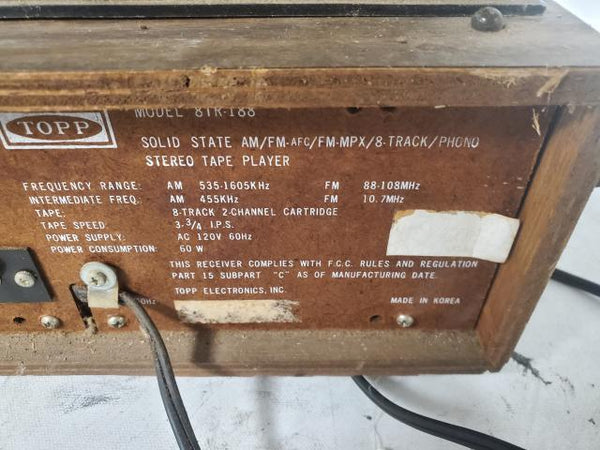 TOPP
MODEL 8TR-188
SOLID STATE AM/FM-AFC/FM-MPX/8-TRACK/PHONO
STEREO TAPE PLAYER
FREQUENCY RANGE: AM 535-1605KHz FM 88-108MHz
INTERMEDIATE FREQ: AM 455KHz FM 10.7MHz
TAPE: 8-TRACK 2-CHANNEL CARTRIDGE
TAPE SPEED: 3-3/4 I.P.S.
POWER SUPPLY: AC 120V 60Hz
POWER CONSUMPTION: 60 W
THIS RECEIVER COMPLIES WITH F.C.C. RULES AND REGULATION
PART 15 SUBPART "C" AS OF MANUFACTURING DATE.
TOPP ELECTRONICS, INC.
MADE IN KOREA